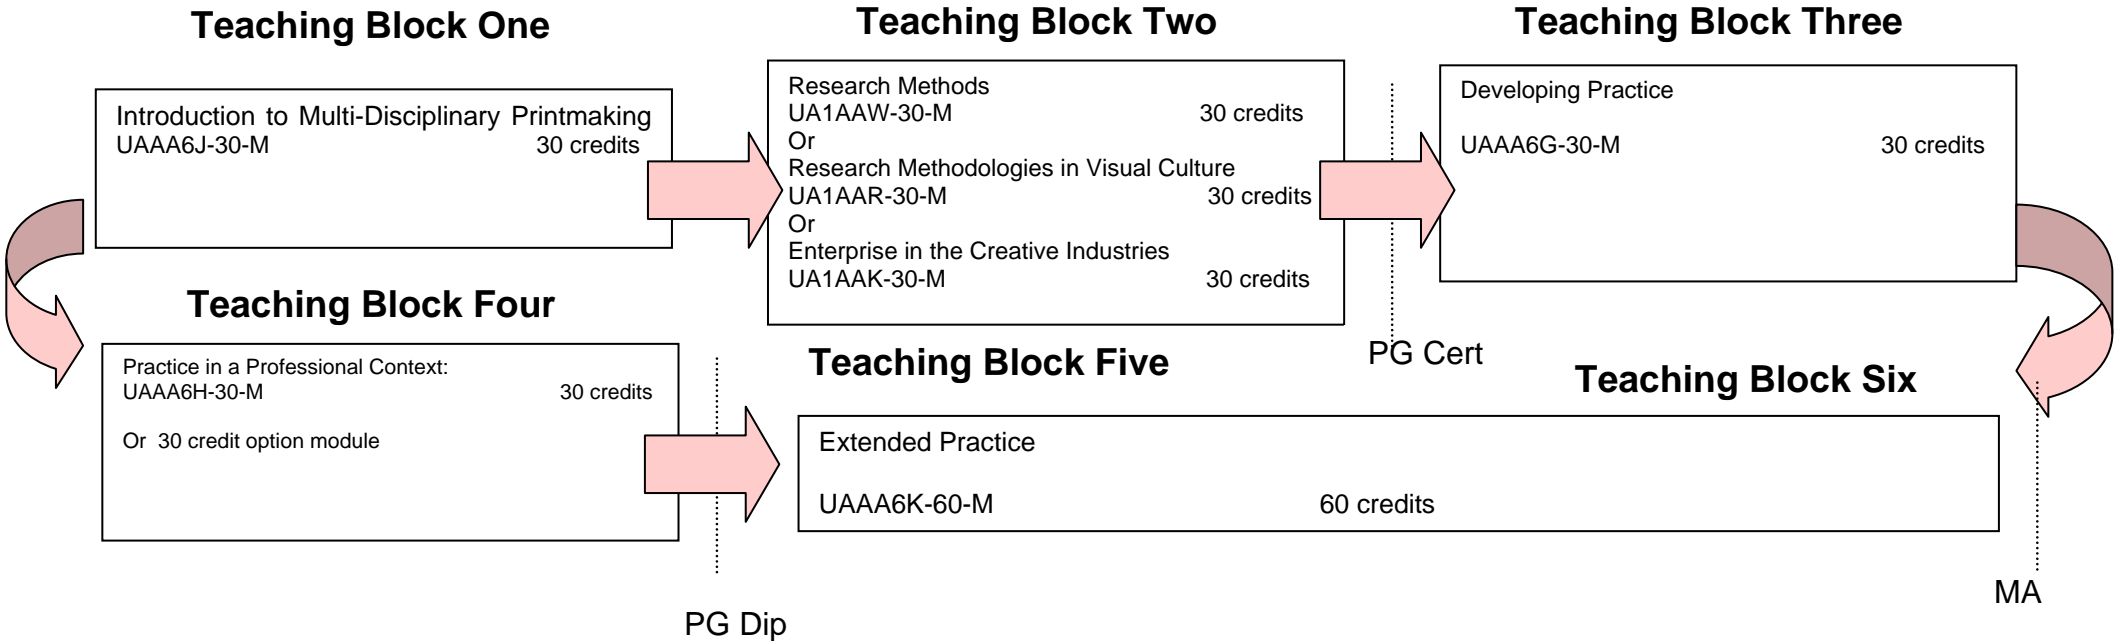 Teaching Block One
Introduction to Multi-Disciplinary Printmaking
UAAA6J-30-M 30 credits
Teaching Block Two
Research Methods
UA1AAW-30-M 30 credits
Or
Research Methodologies in Visual Culture
UA1AAR-30-M 30 credits
Or
Enterprise in the Creative Industries
UA1AAK-30-M 30 credits
Teaching Block Three
Developing Practice
UAAA6G-30-M 30 credits
PG Cert
Teaching Block Four
Practice in a Professional Context:
UAAA6H-30-M 30 credits
Or 30 credit option module
PG Dip
Teaching Block Five
Teaching Block Six
Extended Practice
UAAA6K-60-M 60 credits
MA